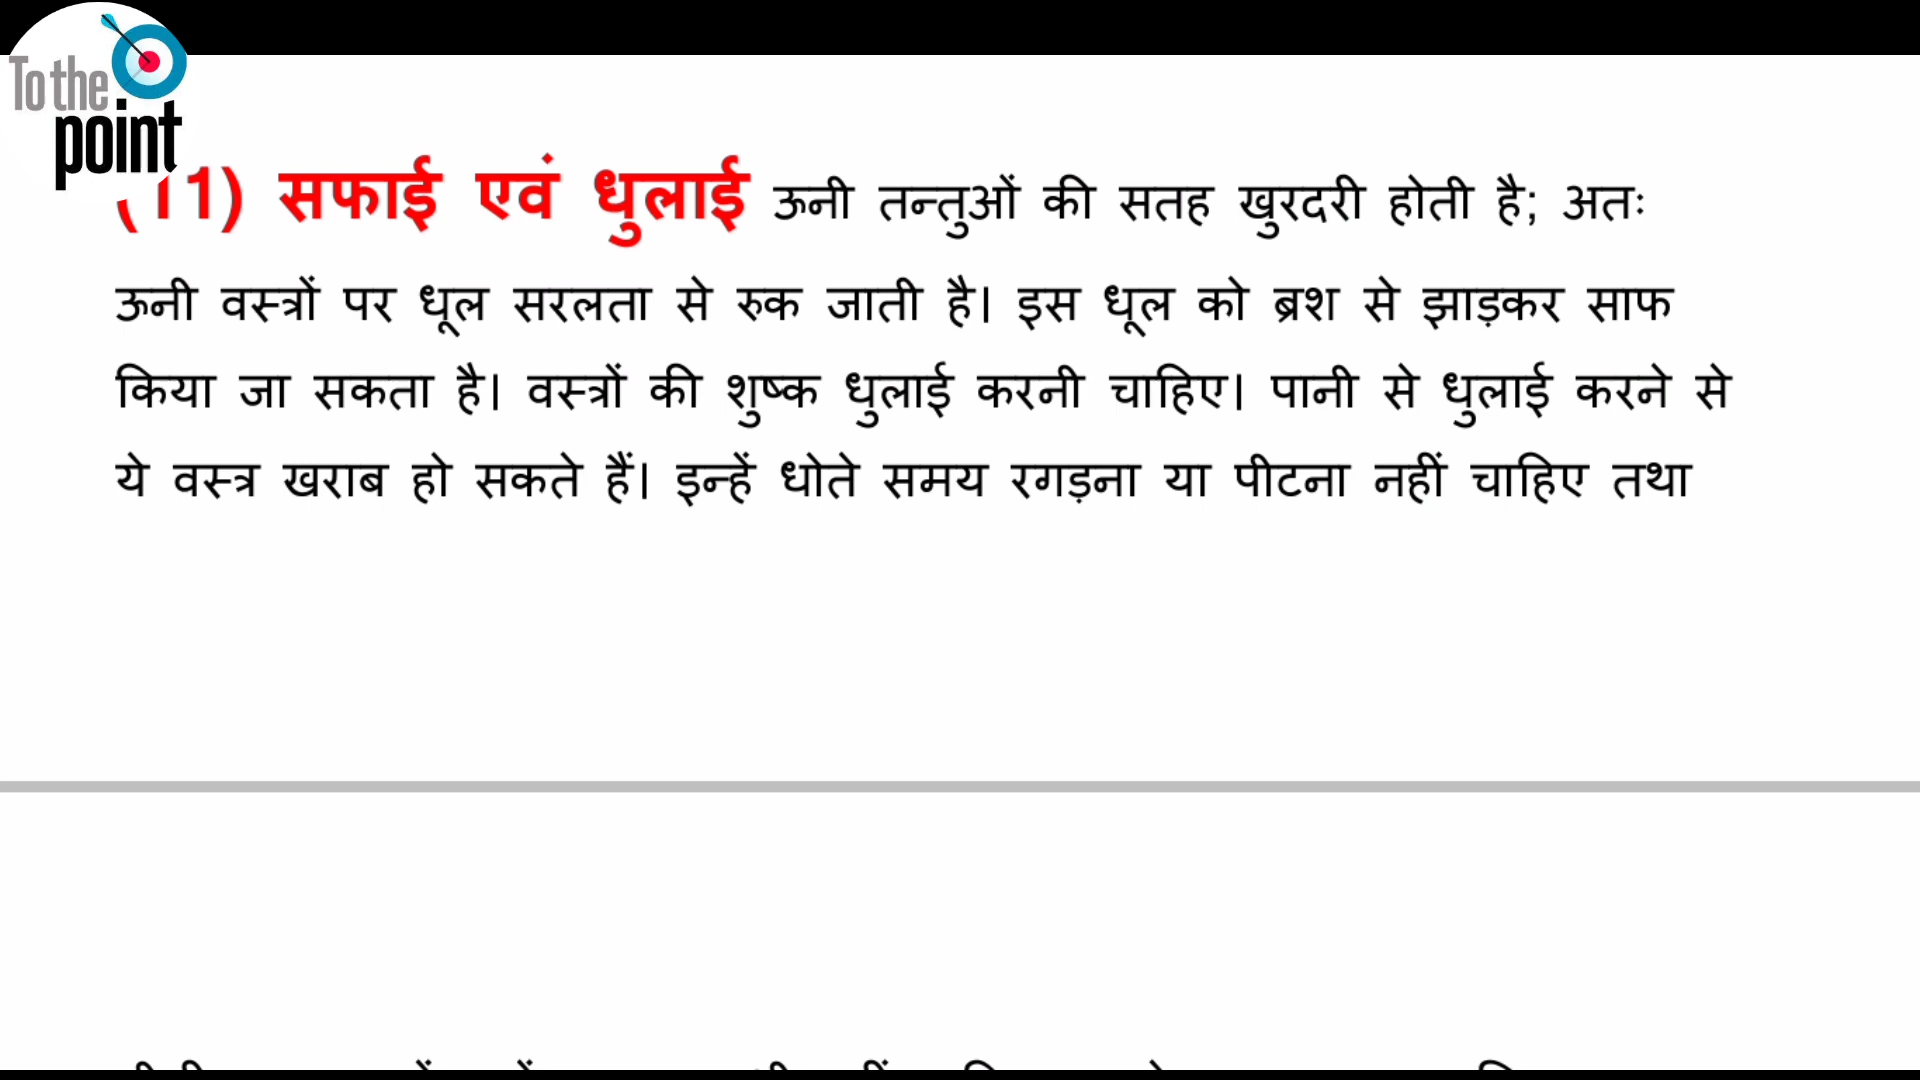 To the
point
(11) सफाई एवं धुलाई ऊनी तन्तुओं की सतह खुरदरी होती है; अतः
ऊनी वस्त्रों पर धूल सरलता से रुक जाती है। इस धूल को ब्रश से झाड़कर साफ
किया जा सकता है। वस्त्रों की शुष्क धुलाई करनी चाहिए। पानी से धुलाई करने से
ये वस्त्र खराब हो सकते हैं। इन्हें धोते समय रगड़ना या पीटना नहीं चाहिए तथा